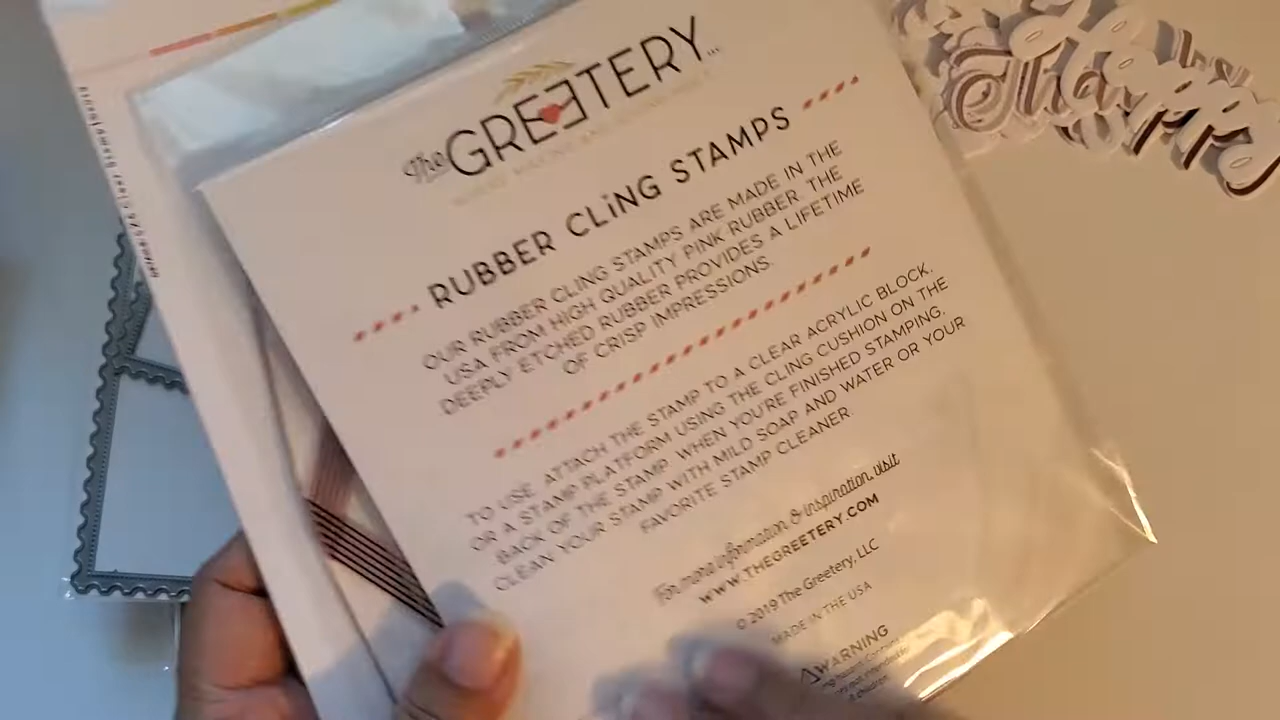 The GREETERY
RUBBER CLiNG STAMPS
OUR RUBBER CLING STAMPS ARE MADE IN THE
USA FROM HIGH QUALITY PINK RUBBER. THE
DEEPLY ETCHED RUBBER PROVIDES A LIFETIME
OF CRISP IMPRESSIONS.
TO USE, ATTACH THE STAMP TO A CLEAR ACRYLIC BLOCK,
OR A STAMP PLATFORM USING THE CLING CUSHION ON THE
BACK OF THE STAMP. WHEN YOU'RE FINISHED STAMPING,
CLEAN YOUR STAMP WITH MILD SOAP AND WATER OR YOUR
FAVORITE STAMP CLEANER.
For more information & inspiration, visit
WWW.THEGREETERY.COM
© 2019 The Greetery, LLC
MADE IN THE USA
WARNING
Happy